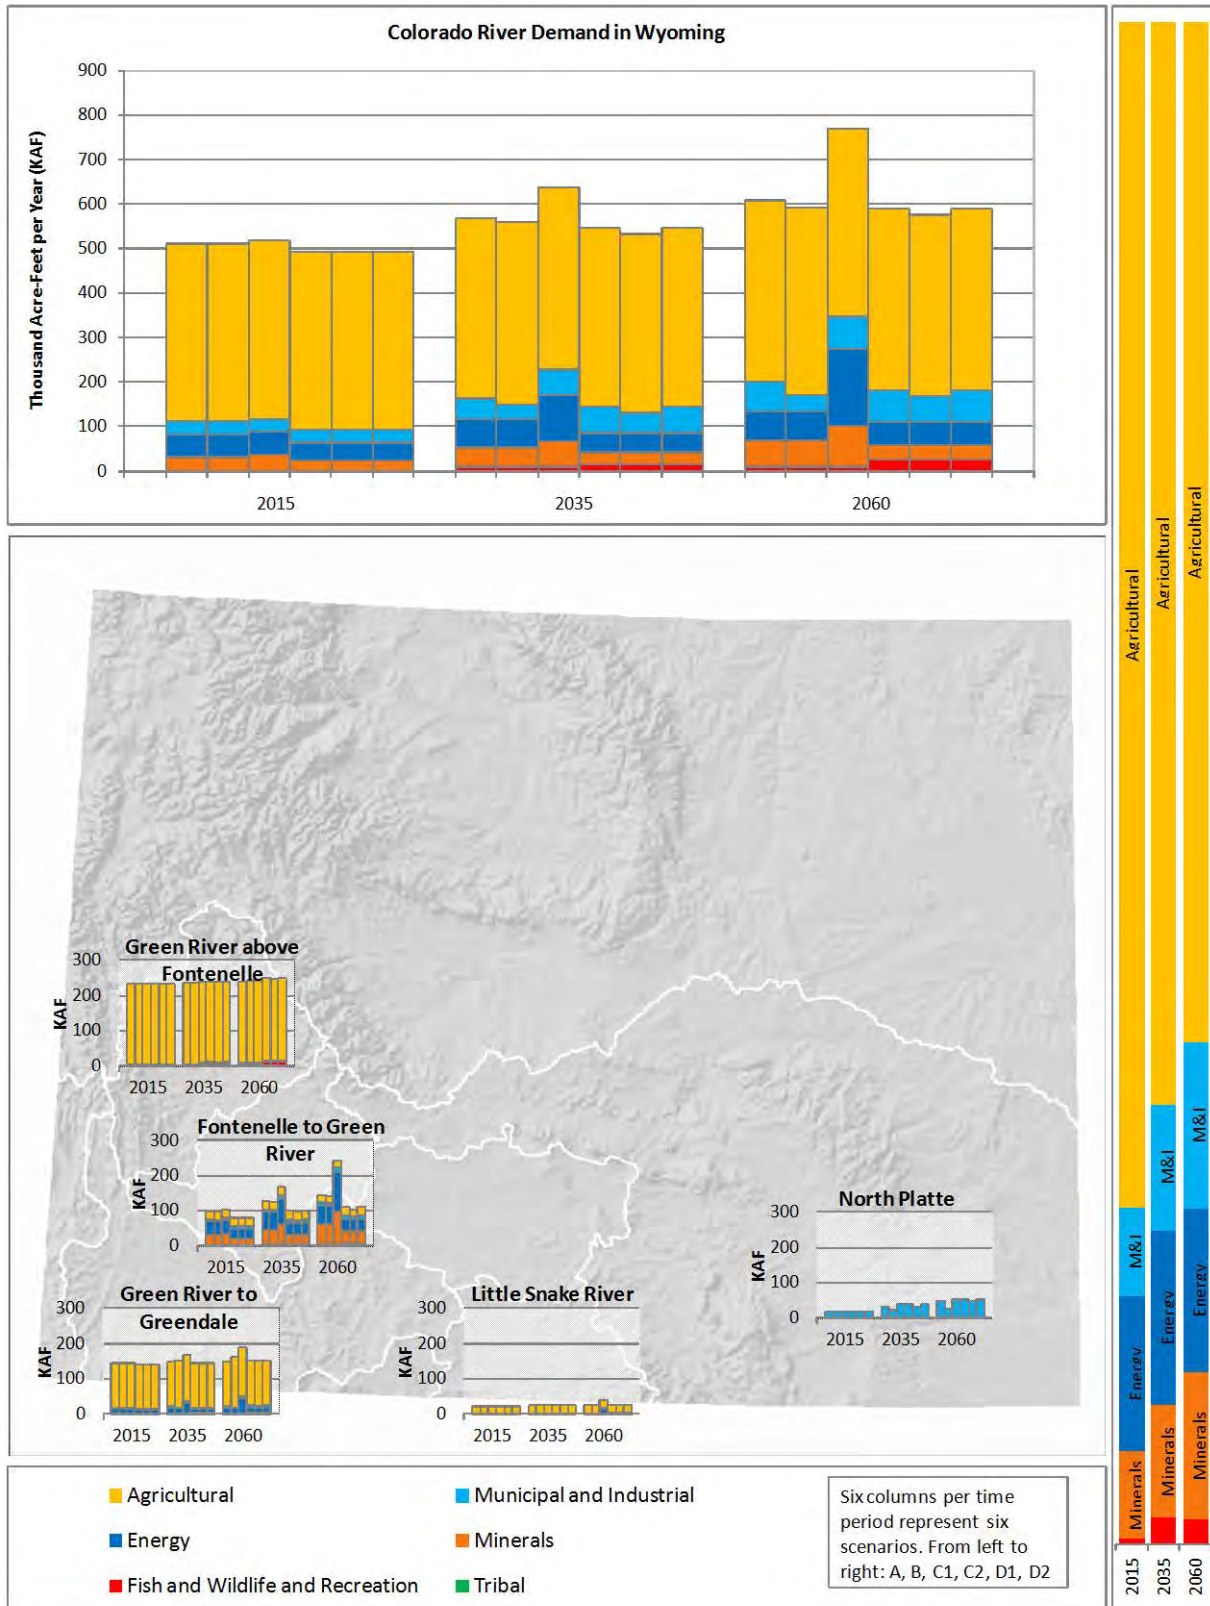 Colorado River Demand in Wyoming
Thousand Acre-Feet per Year (KAF)
900
800
700
600
500
400
300
200
100
0
2015 2035 2060
Green River above
Fontenelle
KAF
300
200
100
0
2015 2035 2060
Fontenelle to Green
River
KAF
300
200
100
0
2015 2035 2060
North Platte
KAF
300
200
100
0
2015 2035 2060
Green River to
Greendale
KAF
300
200
100
0
2015 2035 2060
Little Snake River
KAF
300
200
100
0
2015 2035 2060
Agricultural
Municipal and Industrial
Energy
Minerals
Fish and Wildlife and Recreation
Tribal
Six columns per time
period represent six
scenarios. From left to
right: A, B, C1, C2, D1, D2
Agricultural
M&I
Energy
Minerals
2015
Agricultural
M&I
Energy
Minerals
2035
Agricultural
M&I
Energy
Minerals
2060